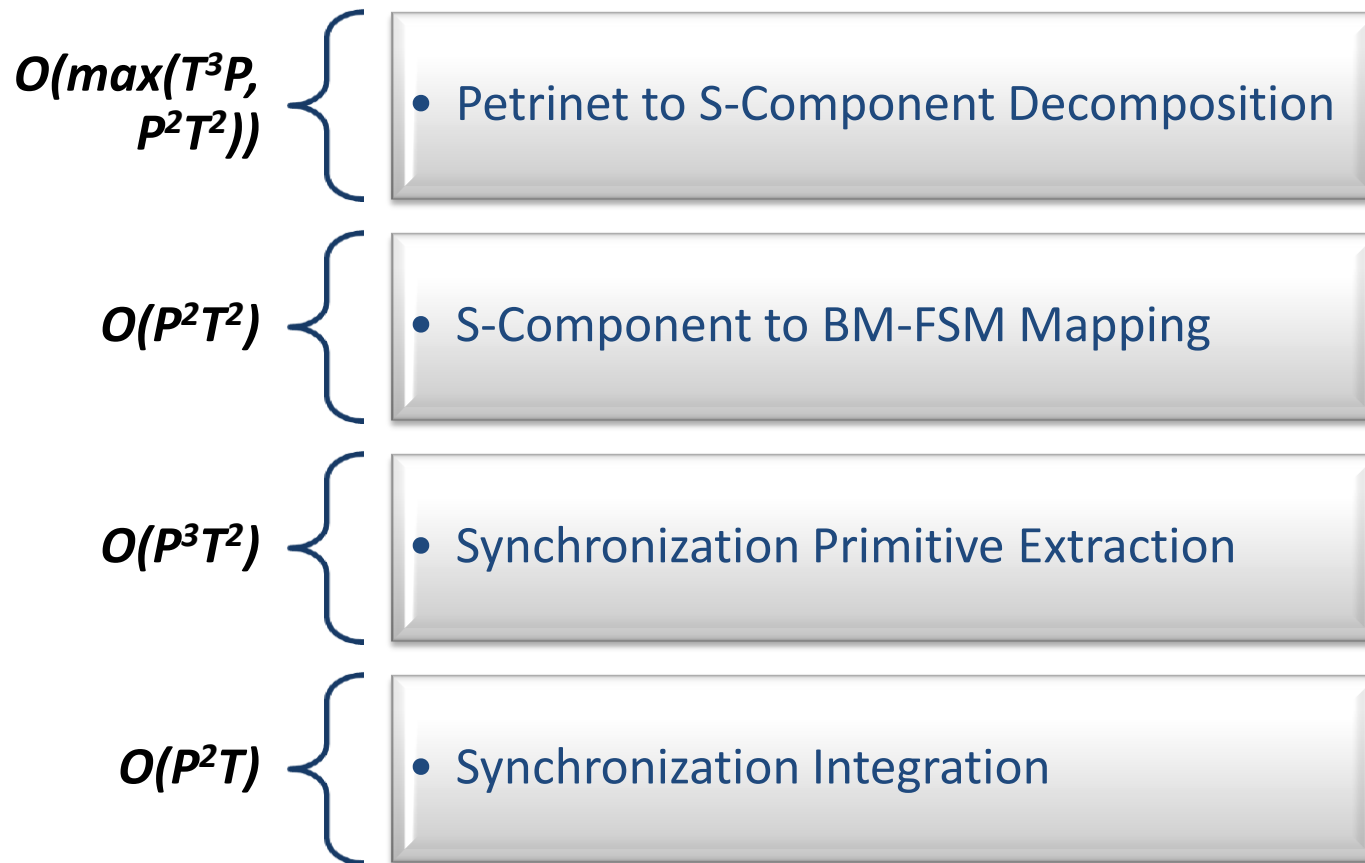 O(max(T³P,
P²T²))
• Petrinet to S-Component Decomposition
O(P²T²)
• S-Component to BM-FSM Mapping
O(P³T²)
• Synchronization Primitive Extraction
O(P²T)
• Synchronization Integration